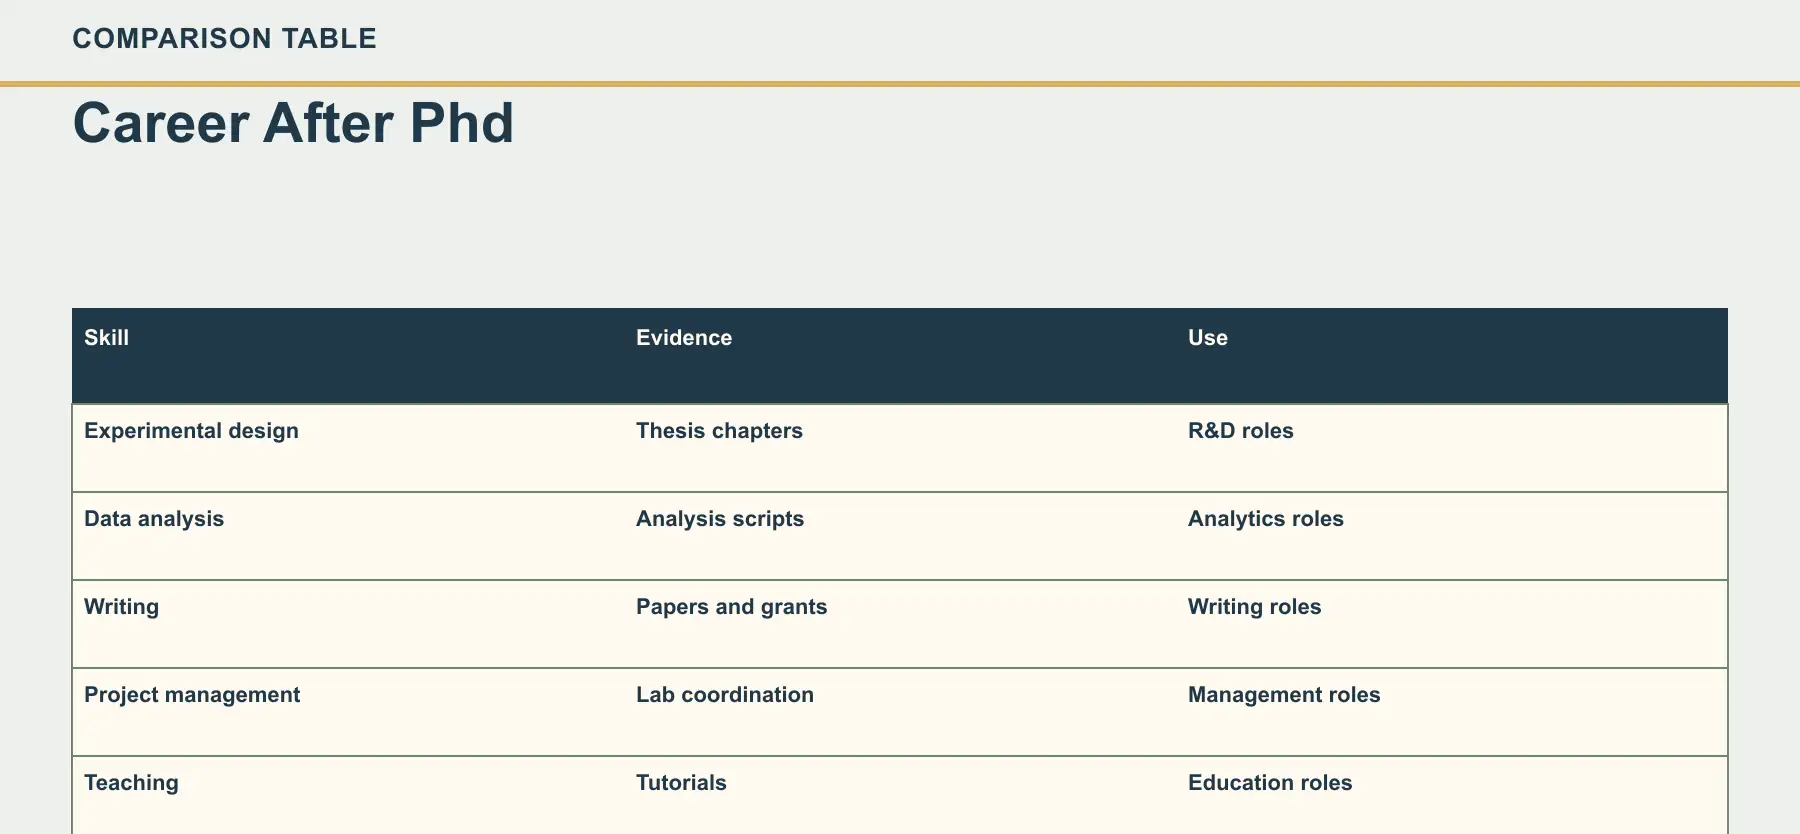 COMPARISON TABLE
Career After Phd
Skill Evidence Use
Experimental design Thesis chapters R&D roles
Data analysis Analysis scripts Analytics roles
Writing Papers and grants Writing roles
Project management Lab coordination Management roles
Teaching Tutorials Education roles